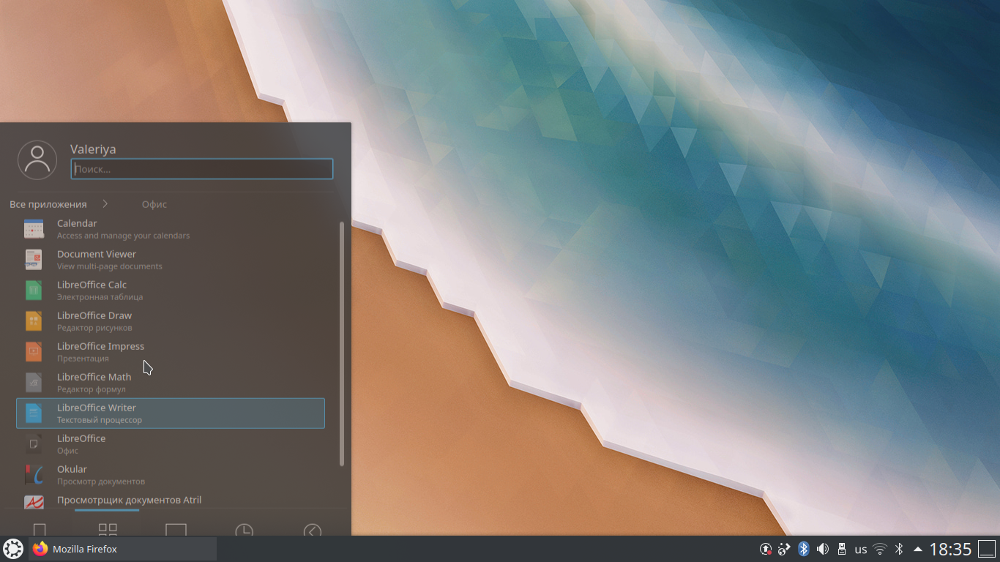 Valeriya
Поиск...
Все приложения
Офис
Calendar
Access and manage your calendars
Document Viewer
View multi-page documents
LibreOffice Calc
Электронная таблица
LibreOffice Draw
Редактор рисунков
LibreOffice Impress
Презентация
LibreOffice Math
Редактор формул
LibreOffice Writer
Текстовый процессор
LibreOffice
Офис
Okular
Просмотр документов
Просмотрщик документов Atril
Mozilla Firefox
us
18:35